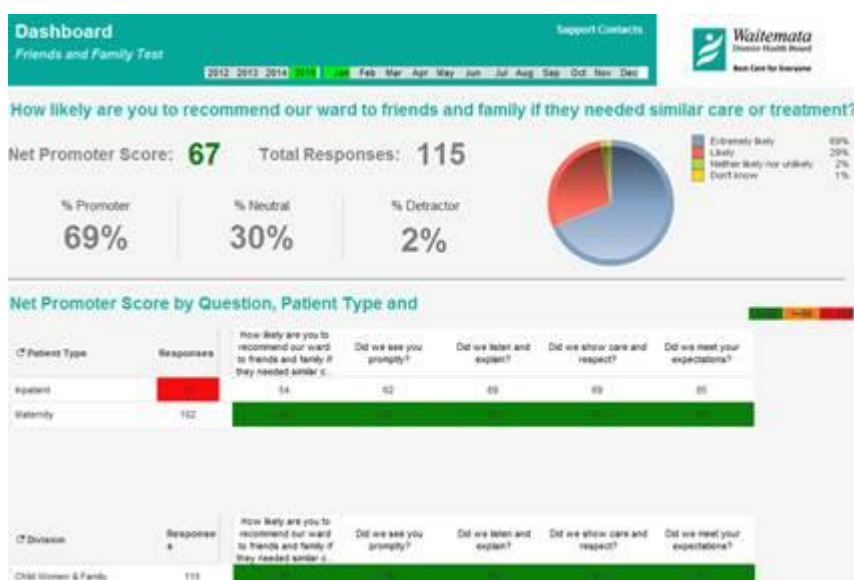 Dashboard
Friends and Family Test
Support Contacts
Waitemata
District Health Board
Best Care for Everyone
2012 2013 2014 2015 Jan Feb Mar Apr May Jun Jul Aug Sep Oct Nov Dec
How likely are you to recommend our ward to friends and family if they needed similar care or treatment?
Net Promoter Score: 67 Total Responses: 115
% Promoter % Neutral % Detractor
69% 30% 2%
Extremely likely 69%
Likely 29%
Neither likely nor unlikely 2%
Don't know 1%
Net Promoter Score by Question, Patient Type and
Patient Type
Responses
How likely are you to
recommend our ward
to friends and family if
they needed similar c...
Did we see you
promptly?
Did we listen and
explain?
Did we show care and
respect?
Did we meet your
expectations?
Inpatient 54 62 69 69 85
Maternity 102
Division
Response
s
How likely are you to
recommend our ward
to friends and family if
they needed similar c...
Did we see you
promptly?
Did we listen and
explain?
Did we show care and
respect?
Did we meet your
expectations?
Child Women & Family 115